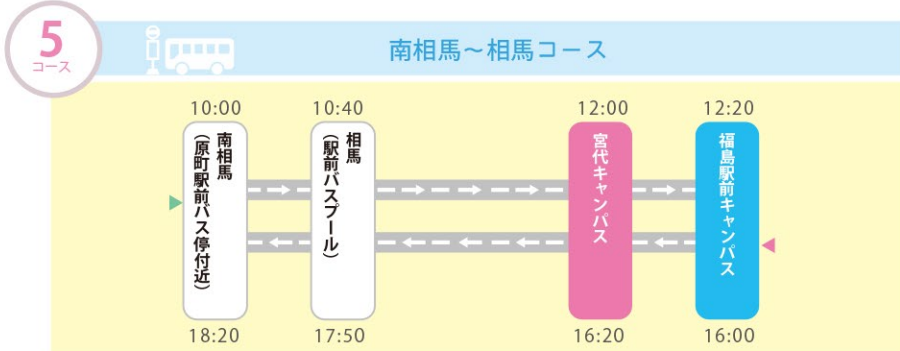 5
コース
南相馬～相馬コース
10:00
10:40
12:00
12:20
南相馬
（原町駅前バス停付近）
相馬
（駅前バスプール）
宮代キャンパス
福島駅前キャンパス
18:20
17:50
16:20
16:00